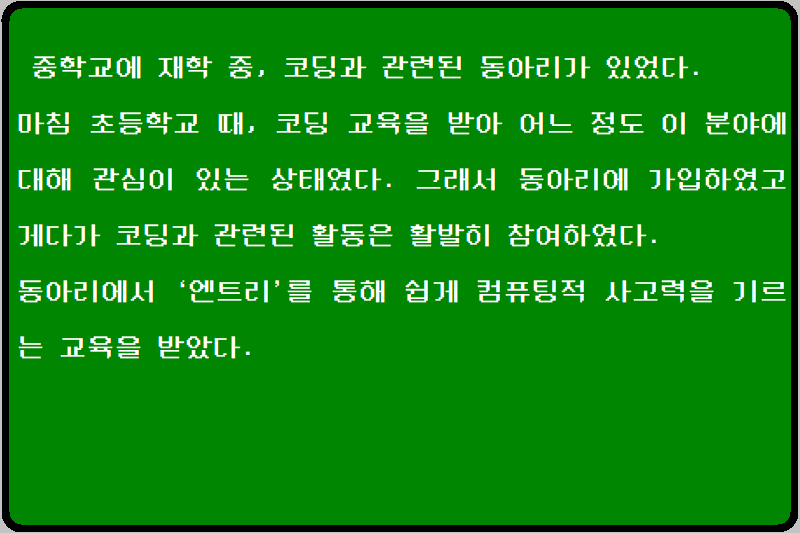 중학교에 재학 중, 코딩과 관련된 동아리가 있었다.
마침 초등학교 때, 코딩 교육을 받아 어느 정도 이 분야에
대해 관심이 있는 상태였다. 그래서 동아리에 가입하였고
게다가 코딩과 관련된 활동은 활발히 참여하였다.
동아리에서 ‘엔트리’를 통해 쉽게 컴퓨팅적 사고력을 기르
는 교육을 받았다.